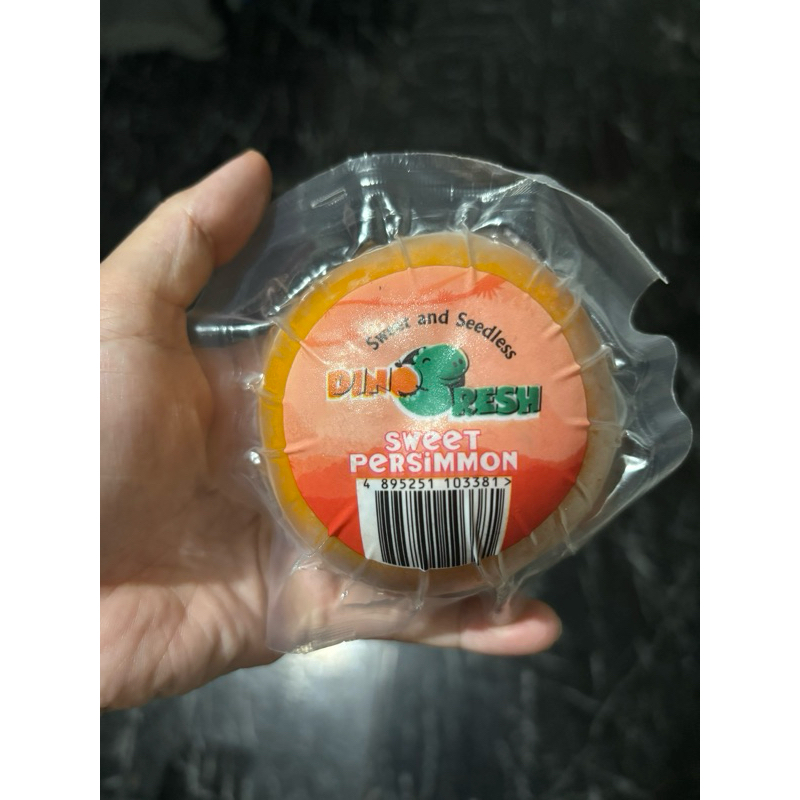 Sweet and Seedless
DINO FRESH
SWEET
PERSIMMON
4 895251 103381 >